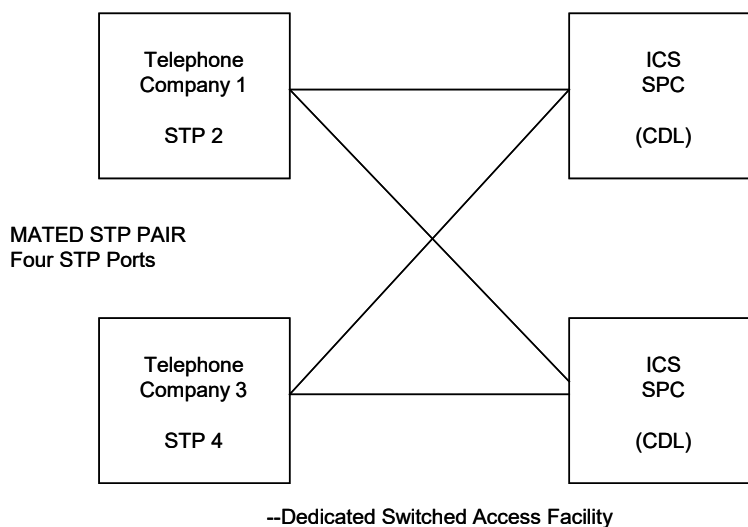 Telephone
Company 1
STP 2
ICS
SPC
(CDL)
MATED STP PAIR
Four STP Ports
Telephone
Company 3
STP 4
ICS
SPC
(CDL)
--Dedicated Switched Access Facility